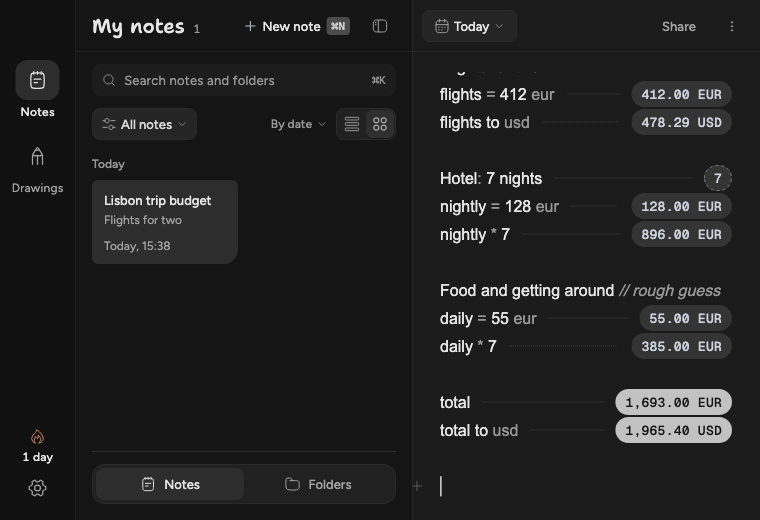 My notes 1
+ New note ⌘N
Search notes and folders ⌘K
All notes
By date
Today
Lisbon trip budget
Flights for two
Today, 15:38
Notes
Drawings
1 day
Notes
Folders
Today
Share
flights = 412 eur 412.00 EUR
flights to usd 478.29 USD
Hotel: 7 nights 7
nightly = 128 eur 128.00 EUR
nightly * 7 896.00 EUR
Food and getting around // rough guess
daily = 55 eur 55.00 EUR
daily * 7 385.00 EUR
total 1,693.00 EUR
total to usd 1,965.40 USD